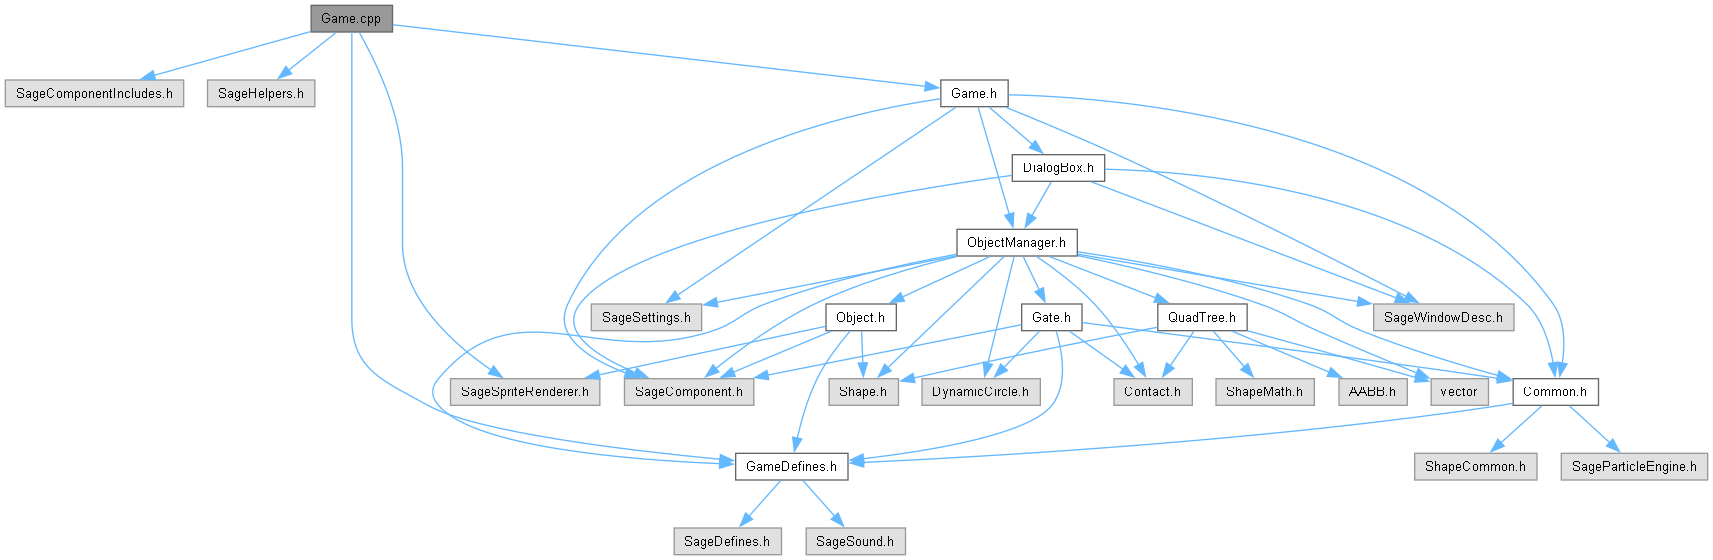 Game.cpp
SageComponentIncludes.h
SageHelpers.h
Game.h
DialogBox.h
ObjectManager.h
SageSettings.h
Object.h
Gate.h
QuadTree.h
SageWindowDesc.h
SageSpriteRenderer.h
SageComponent.h
Shape.h
DynamicCircle.h
Contact.h
ShapeMath.h
AABB.h
vector
Common.h
GameDefines.h
ShapeCommon.h
SageParticleEngine.h
SageDefines.h
SageSound.h